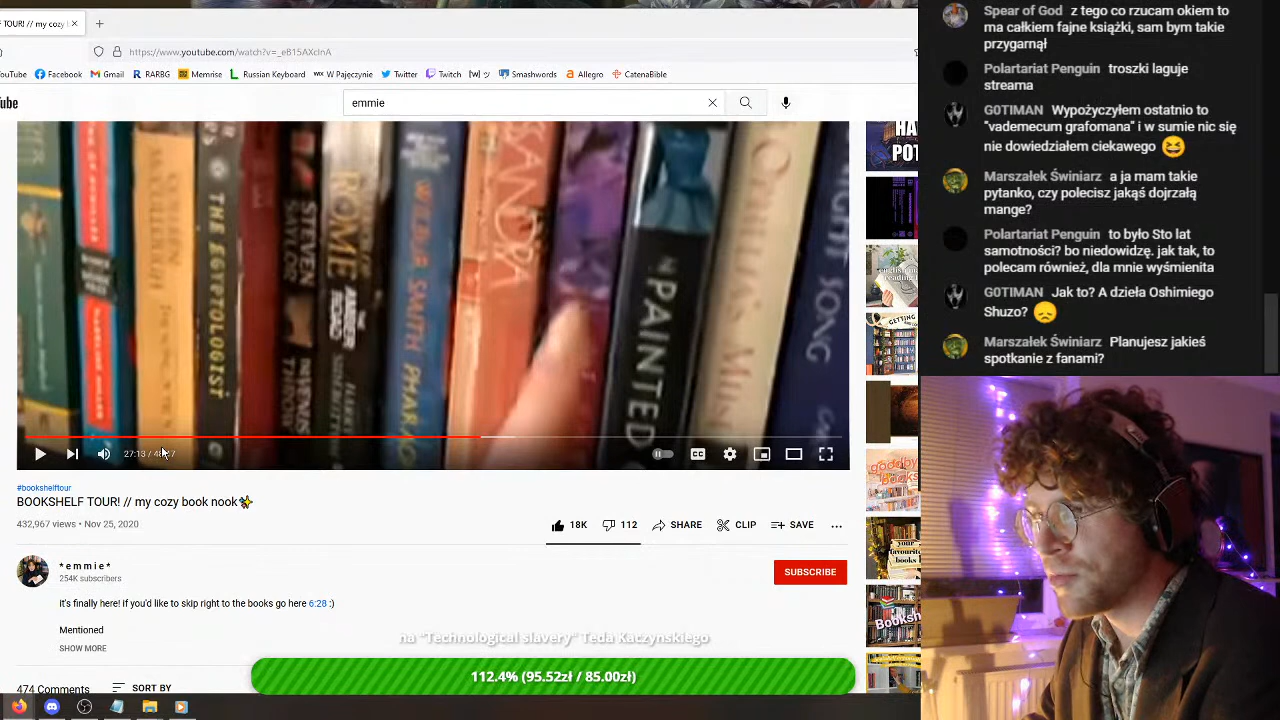 TOUR! // my cozy
https://www.youtube.com/watch?v=_eB15AXcInA
YouTube Facebook Gmail RARBG Memrise Russian Keyboard W Pajęczynie Twitter Twitch Smashwords Allegro CatenaBible
emmie
THE EGYPTOLOGIST
STEVEN SAYLOR
ROME
WILBUR SMITH
PAINTED
SONG
27:13
#bookshelftour
BOOKSHELF TOUR! // my cozy book nook✨
432,967 views • Nov 25, 2020
18K 112 SHARE CLIP SAVE ...
* e m m i e *
254K subscribers
SUBSCRIBE
It's finally here! if you'd like to skip right to the books go here 6:28 :)
Mentioned
SHOW MORE
474 Comments SORT BY
na "Technological slavery" Teda Kaczynskiego
112.4% (95.52zł / 85.00zł)
GETTING
goodbye
your
favourite
books
Spear of God z tego co rzucam okiem to
ma całkiem fajne książki, sam bym takie
przygarnął
Polartariat Penguin troszki laguje
streama
G0TIMAN Wypożyczyłem ostatnio to
"vademecum grafomana" i w sumie nic się
nie dowiedziałem ciekawego 😆
Marszałek Świniarz a ja mam takie
pytanko, czy polecisz jakąś dojrzałą
mange?
Polartariat Penguin to było Sto lat
samotności? bo niedowidzę. jak tak, to
polecam również, dla mnie wyśmienita
G0TIMAN Jak to? A dzieła Oshimiego
Shuzo? 😞
Marszałek Świniarz Planujesz jakieś
spotkanie z fanami?